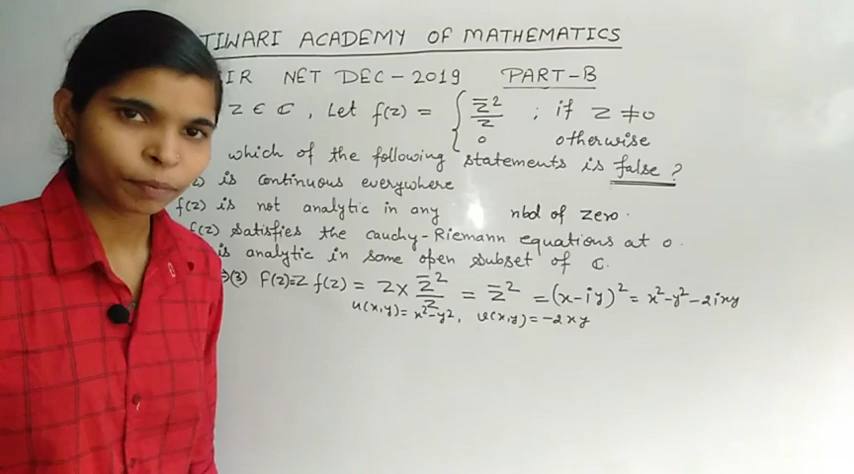 TIWARI ACADEMY OF MATHEMATICS
IR NET DEC-2019 PART-B
Z ∈ ℂ, Let f(z) = { z̄²/z ; if z ≠ 0
0 otherwise
which of the following statements is false?
) is continuous everywhere
f(z) is not analytic in any nbd of zero.
f(z) satisfies the cauchy-Riemann equations at 0.
is analytic in some open subset of ℂ.
⇒(3) F(z)=z f(z) = z × z̄²/z = z̄² = (x-iy)² = x²-y²-2ixy
u(x,y) = x²-y², v(x,y) = -2xy